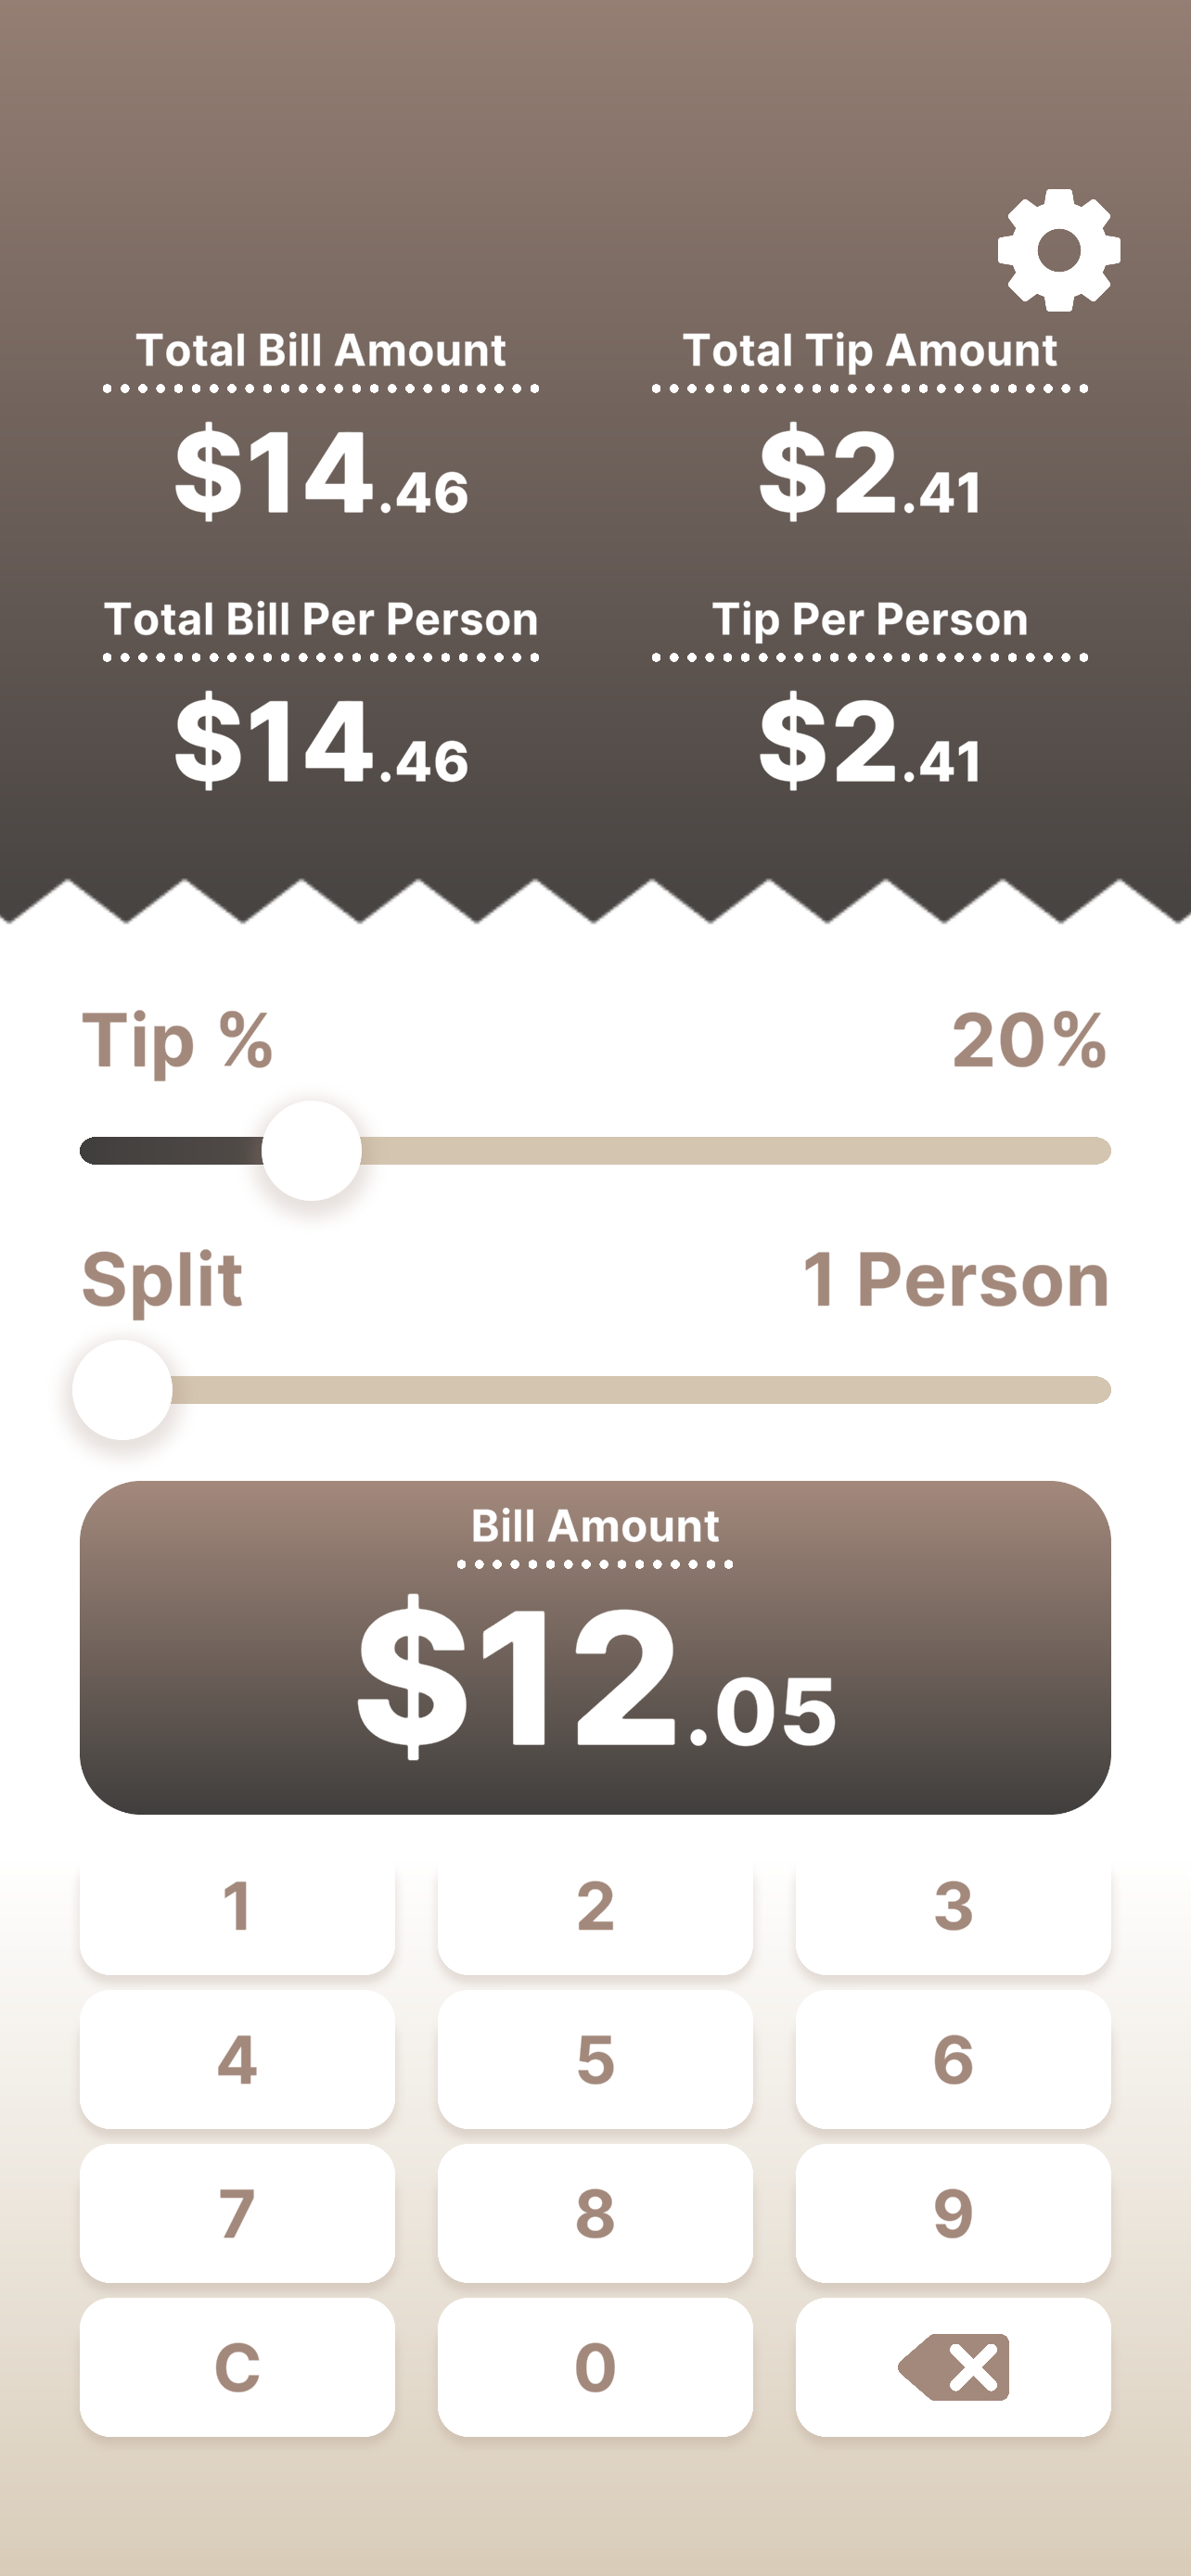 Total Bill Amount
Total Tip Amount
$14.46
$2.41
Total Bill Per Person
Tip Per Person
$14.46
$2.41
Tip %
20%
Split
1 Person
Bill Amount
$12.05
1 2 3
4 5 6
7 8 9
C 0